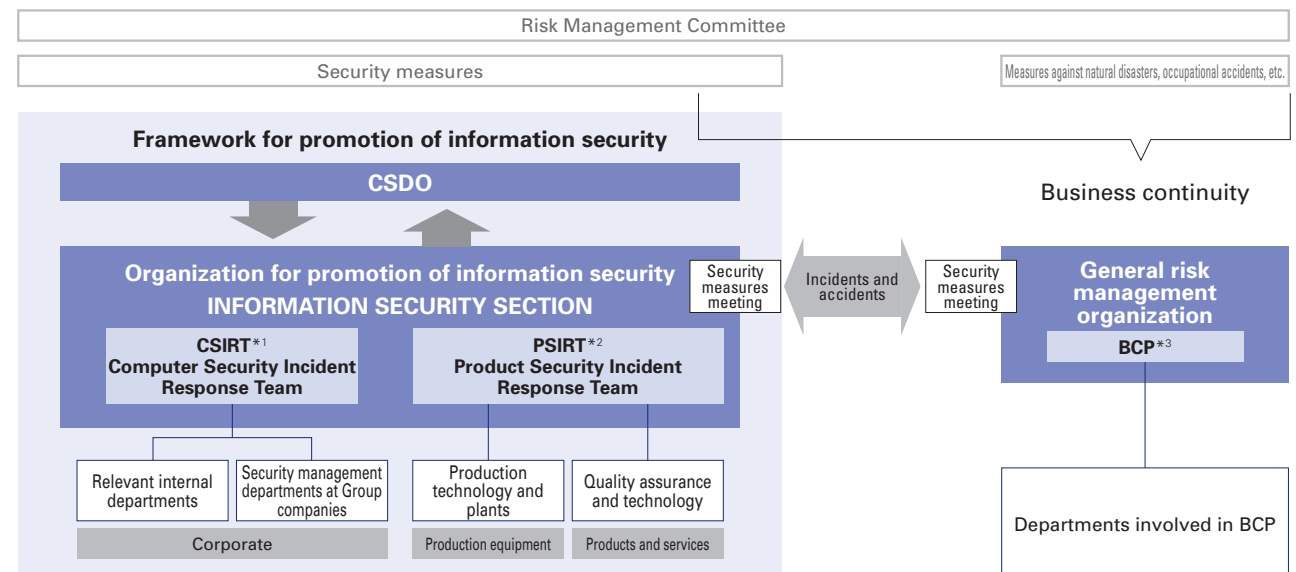 Risk Management Committee
Security measures
Measures against natural disasters, occupational accidents, etc.
Framework for promotion of information security
CSDO
Business continuity
Organization for promotion of information security
INFORMATION SECURITY SECTION
Security
measures
meeting
Incidents and
accidents
Security
measures
meeting
General risk
management
organization
BCP*3
CSIRT*1
Computer Security Incident
Response Team
PSIRT*2
Product Security Incident
Response Team
Relevant internal
departments
Security management
departments at Group
companies
Production
technology and
plants
Quality assurance
and technology
Corporate
Production equipment
Products and services
Departments involved in BCP